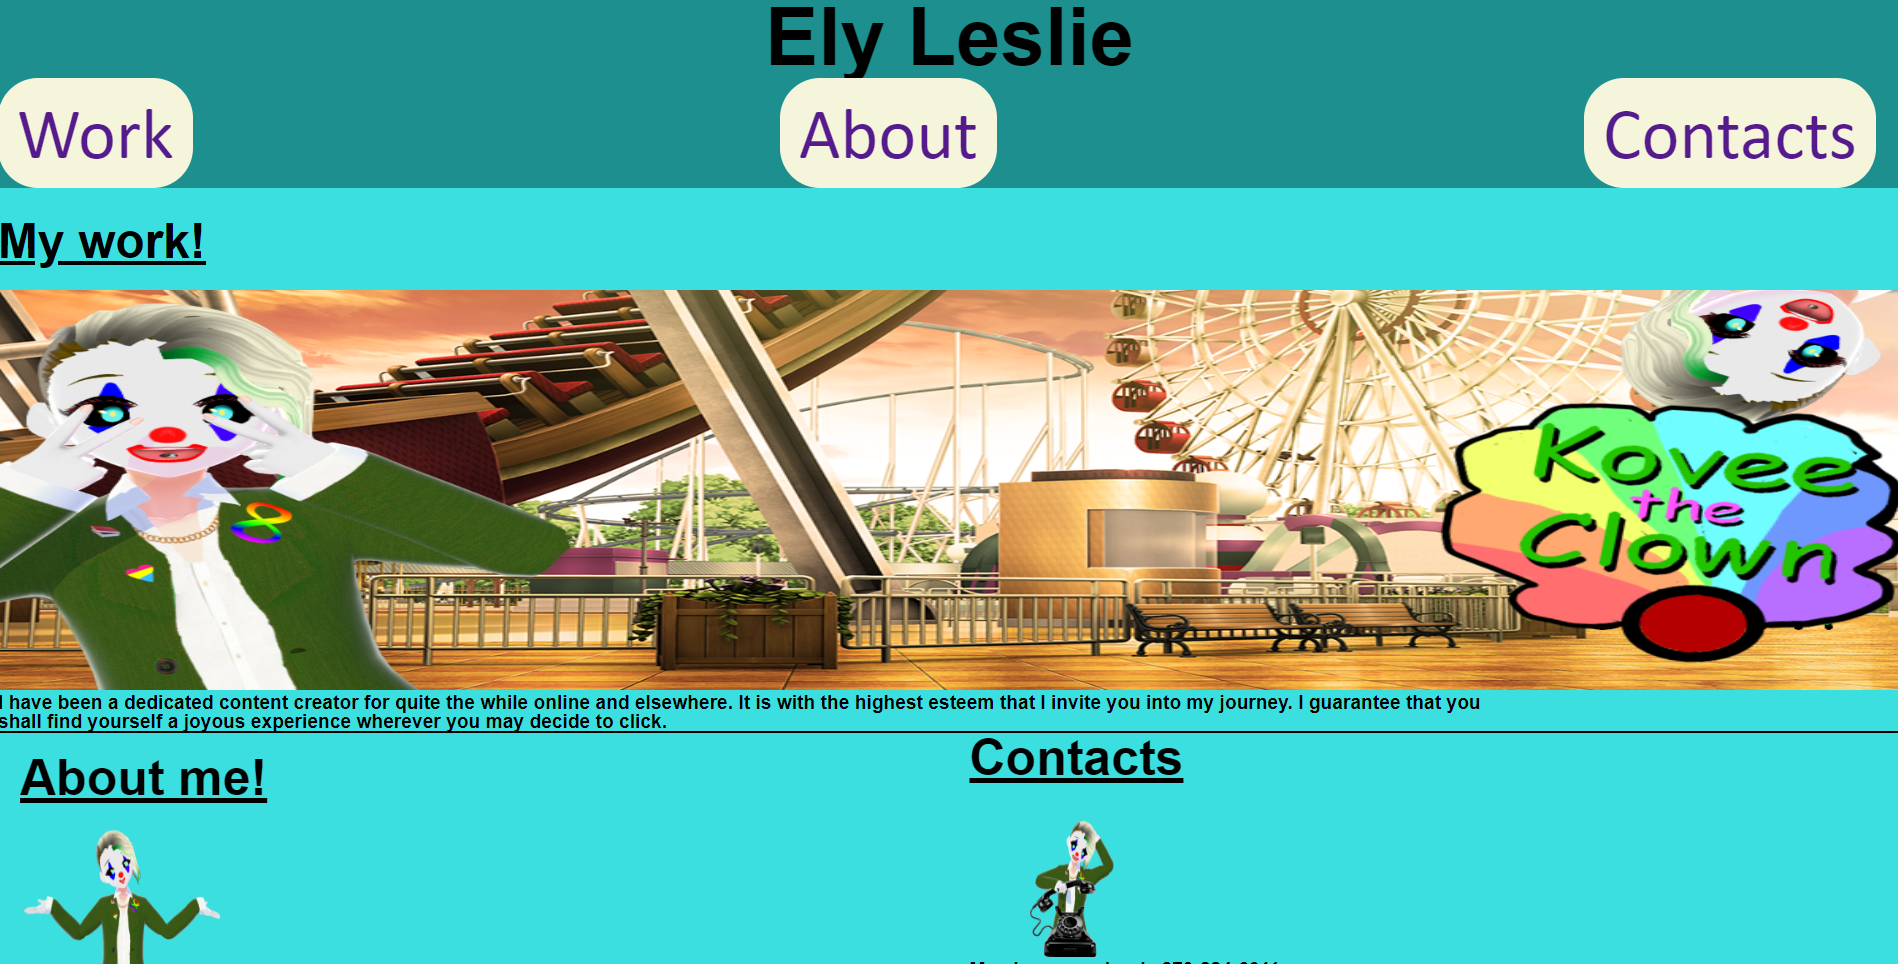 Ely Leslie
Work
About
Contacts
My work!
Kovee
the
Clown
I have been a dedicated content creator for quite the while online and elsewhere. It is with the highest esteem that I invite you into my journey. I guarantee that you
shall find yourself a joyous experience wherever you may decide to click.
About me!
Contacts